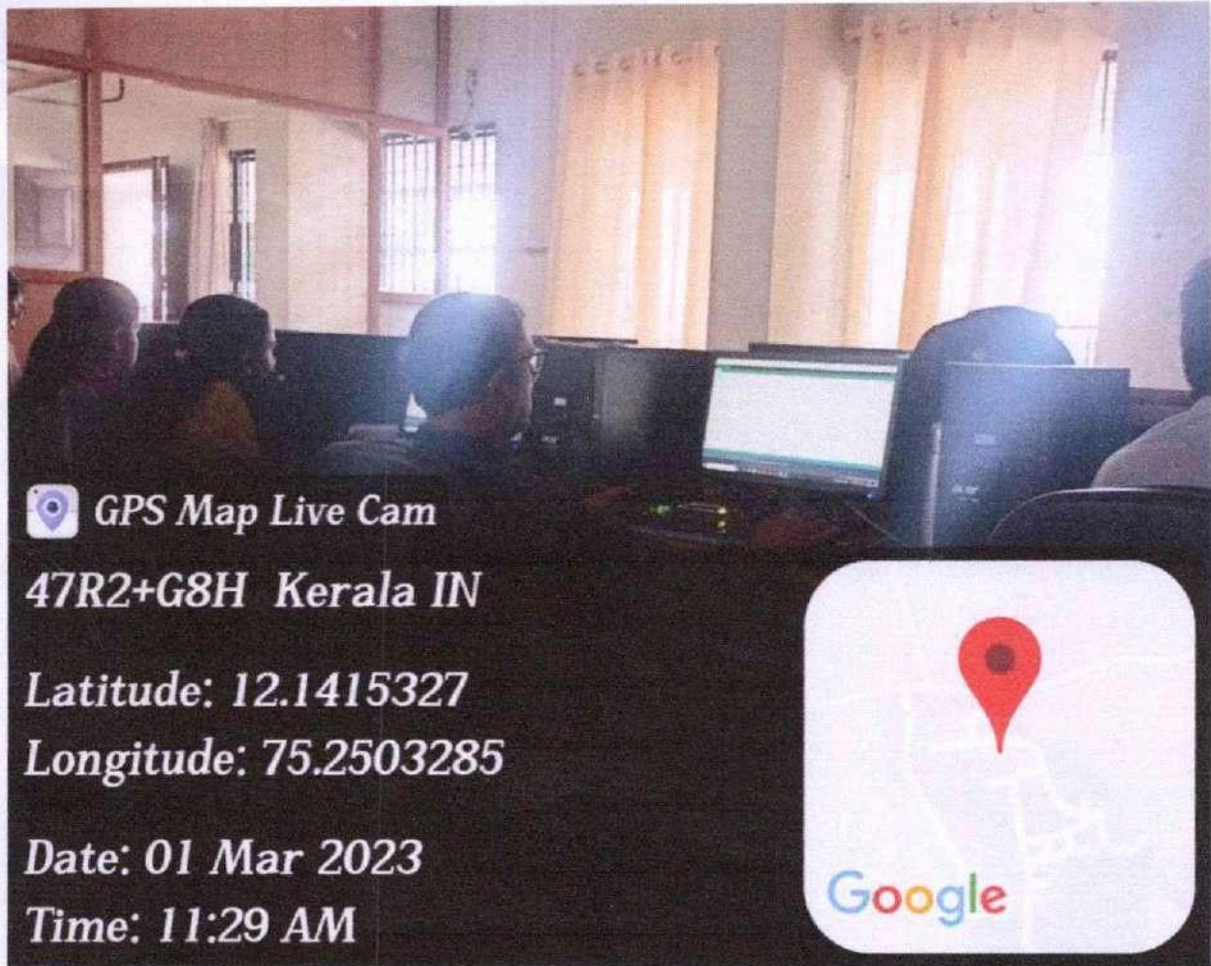 GPS Map Live Cam
47R2+G8H Kerala IN
Latitude: 12.1415327
Longitude: 75.2503285
Date: 01 Mar 2023
Time: 11:29 AM
Google